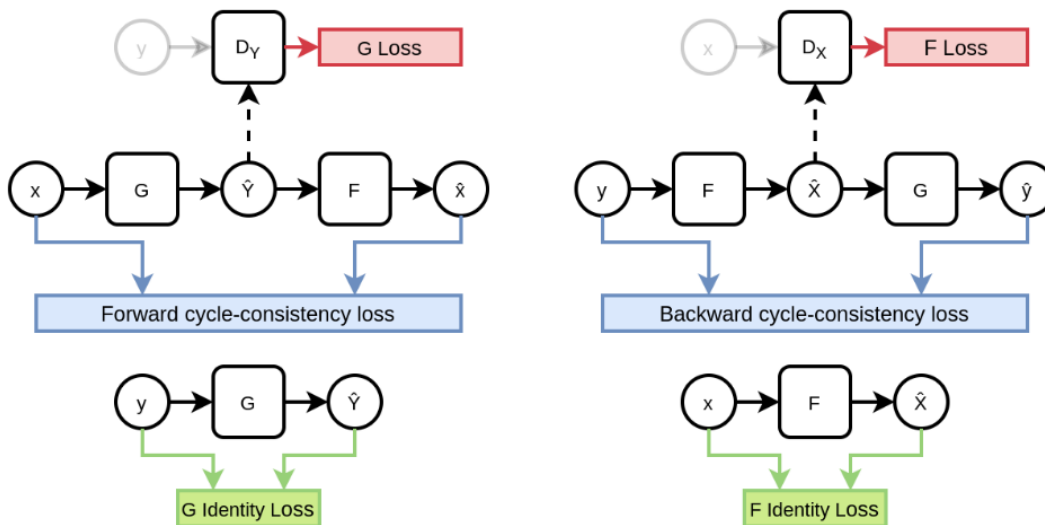 y
D_Y
G Loss
x
D_X
F Loss
x
G
Ŷ
F
x̂
y
F
X̂
G
ŷ
Forward cycle-consistency loss
Backward cycle-consistency loss
y
G
Ŷ
x
F
X̂
G Identity Loss
F Identity Loss